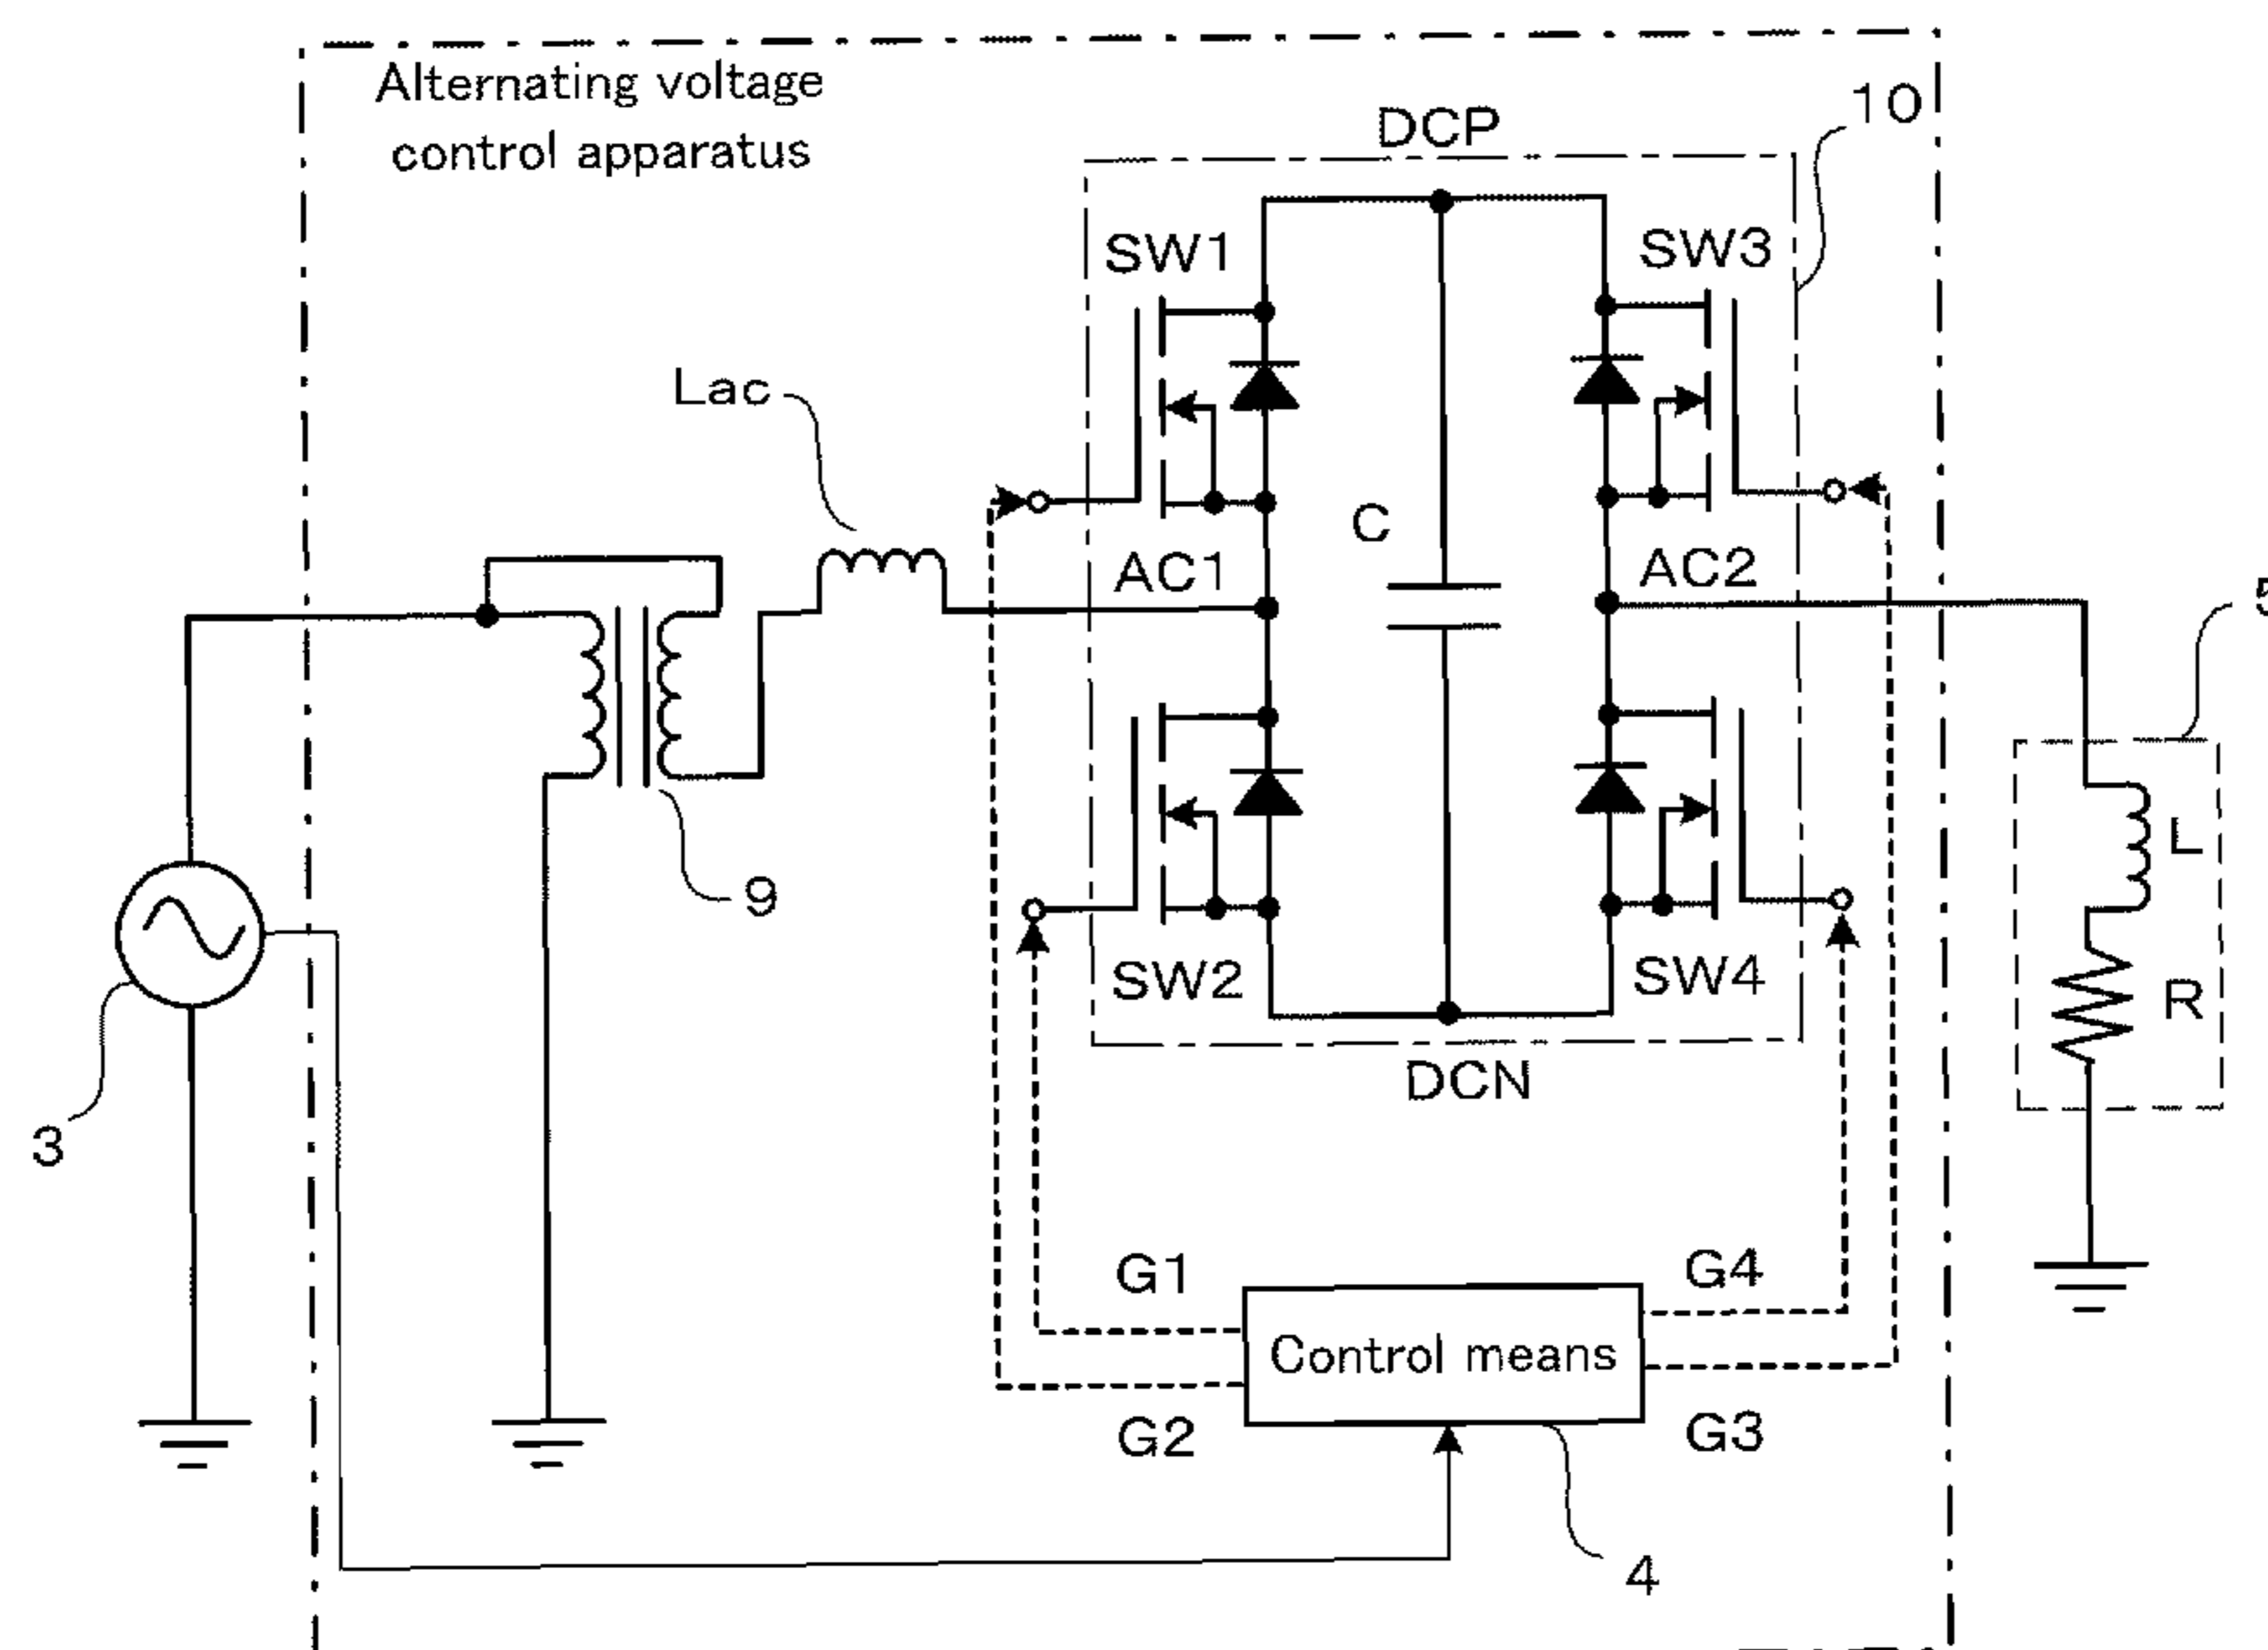 Alternating voltage
control apparatus
10
DCP
SW1
SW3
Lac
C
AC1
AC2
5
L
9
SW2
SW4
R
DCN
3
G1
G4
Control means
G2
G3
4